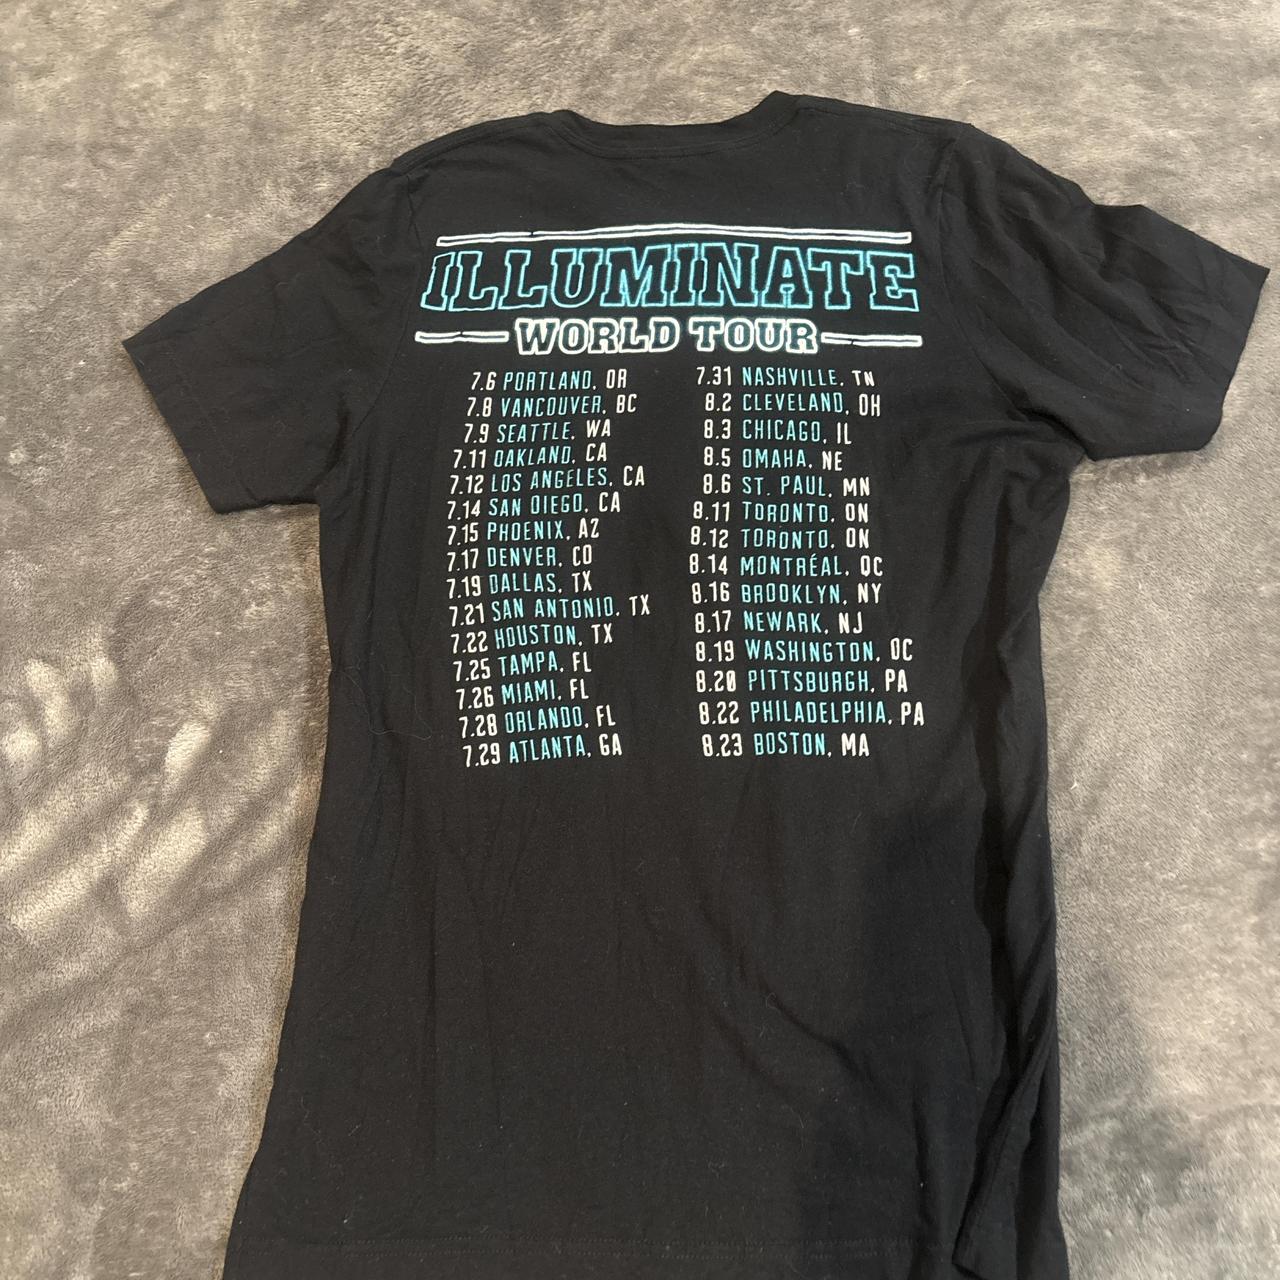 ILLUMINATE
WORLD TOUR
7.6 PORTLAND, OR
7.8 VANCOUVER, BC
7.9 SEATTLE, WA
7.11 OAKLAND, CA
7.12 LOS ANGELES, CA
7.14 SAN DIEGO, CA
7.15 PHOENIX, AZ
7.17 DENVER, CO
7.19 DALLAS, TX
7.21 SAN ANTONIO, TX
7.22 HOUSTON, TX
7.25 TAMPA, FL
7.26 MIAMI, FL
7.28 ORLANDO, FL
7.29 ATLANTA, GA
7.31 NASHVILLE, TN
8.2 CLEVELAND, OH
8.3 CHICAGO, IL
8.5 OMAHA, NE
8.6 ST. PAUL, MN
8.11 TORONTO, ON
8.12 TORONTO, ON
8.14 MONTRÉAL, QC
8.16 BROOKLYN, NY
8.17 NEWARK, NJ
8.19 WASHINGTON, DC
8.20 PITTSBURGH, PA
8.22 PHILADELPHIA, PA
8.23 BOSTON, MA